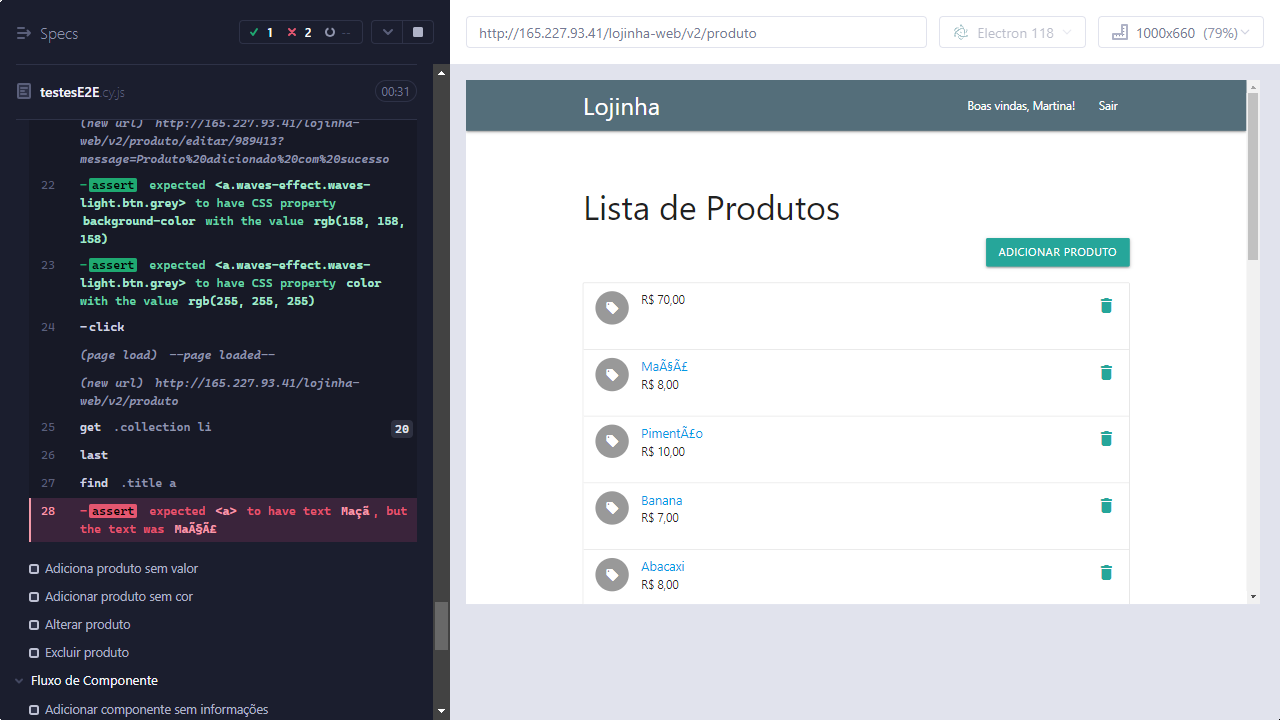 Specs
1
2
--
testesE2E cy.js
00:31
(new url) http://165.227.93.41/lojinha-
web/v2/produto/editar/989413?
message=Produto%20adicionado%20com%20sucesso
22 -assert expected <a.waves-effect.waves-
light.btn.grey> to have CSS property
background-color with the value rgb(158, 158,
158)
23 -assert expected <a.waves-effect.waves-
light.btn.grey> to have CSS property color
with the value rgb(255, 255, 255)
24 -click
(page load) --page loaded--
(new url) http://165.227.93.41/lojinha-
web/v2/produto
25 get .collection li 20
26 last
27 find .title a
28 -assert expected <a> to have text Maçã, but
the text was MaÃ§Ã£
Adiciona produto sem valor
Adicionar produto sem cor
Alterar produto
Excluir produto
Fluxo de Componente
Adicionar componente sem informações
http://165.227.93.41/lojinha-web/v2/produto
Electron 118
1000x660 (79%)
Lojinha
Boas vindas, Martina!
Sair
Lista de Produtos
ADICIONAR PRODUTO
R$ 70,00
MaÃ§Ã£
R$ 8,00
PimentÃ£o
R$ 10,00
Banana
R$ 7,00
Abacaxi
R$ 8,00